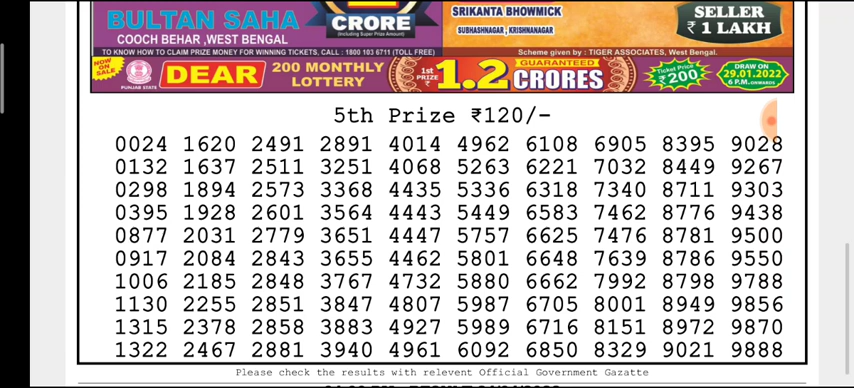 BULTAN SAHA
COOCH BEHAR ,WEST BENGAL
CRORE
(Including Super Prize Amount)
SRIKANTA BHOWMICK
SUBHASHNAGAR , KRISHNANAGAR
SELLER
₹ 1 LAKH
TO KNOW HOW TO CLAIM PRIZE MONEY FOR WINNING TICKETS, CALL : 1800 103 6711 (TOLL FREE)
Scheme given by : TIGER ASSOCIATES, West Bengal.
NOW ON SALE
PUNJAB STATE
DEAR
200 MONTHLY
LOTTERY
1st
PRIZE
₹
1.2
GUARANTEED
CRORES
Ticket Price
₹200
DRAW ON
29.01.2022
6 P.M. ONWARDS
5th Prize ₹120/-
0024 1620 2491 2891 4014 4962 6108 6905 8395 9028
0132 1637 2511 3251 4068 5263 6221 7032 8449 9267
0298 1894 2573 3368 4435 5336 6318 7340 8711 9303
0395 1928 2601 3564 4443 5449 6583 7462 8776 9438
0877 2031 2779 3651 4447 5757 6625 7476 8781 9500
0917 2084 2843 3655 4462 5801 6648 7639 8786 9550
1006 2185 2848 3767 4732 5880 6662 7992 8798 9788
1130 2255 2851 3847 4807 5987 6705 8001 8949 9856
1315 2378 2858 3883 4927 5989 6716 8151 8972 9870
1322 2467 2881 3940 4961 6092 6850 8329 9021 9888
Please check the results with relevent Official Government Gazatte